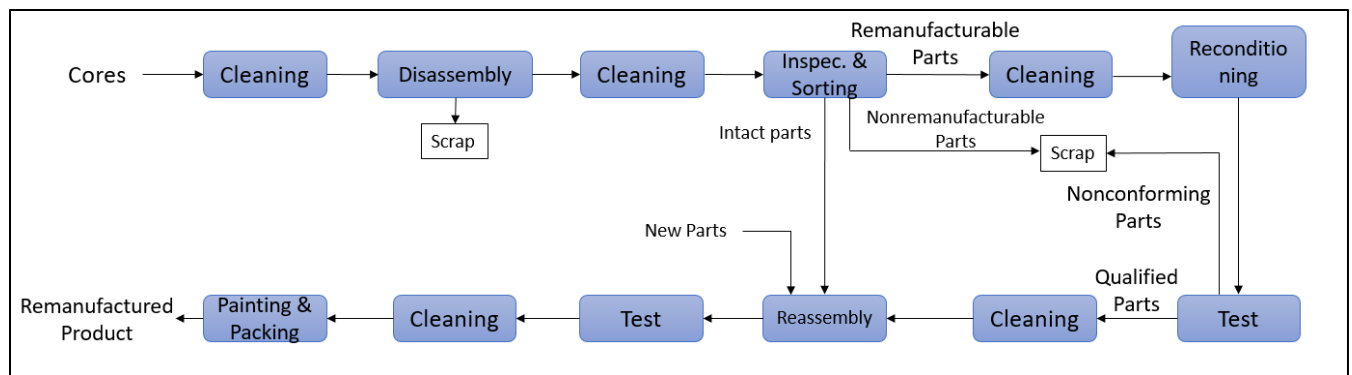 Cores
Cleaning
Disassembly
Scrap
Cleaning
Inspec. &
Sorting
Remanufacturable
Parts
Cleaning
Reconditio
ning
Intact parts
Nonremanufacturable
Parts
Scrap
Nonconforming
Parts
New Parts
Remanufactured
Product
Painting &
Packing
Cleaning
Test
Reassembly
Cleaning
Qualified
Parts
Test